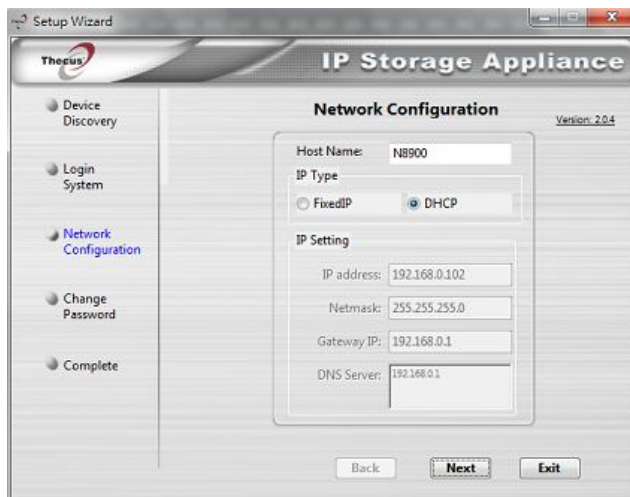 Setup Wizard
Thecus
IP Storage Appliance
Device
Discovery
Login
System
Network
Configuration
Change
Password
Complete
Network Configuration
Version: 2.0.4
Host Name: N8900
IP Type
FixedIP DHCP
IP Setting
IP address: 192.168.0.102
Netmask: 255.255.255.0
Gateway IP: 192.168.0.1
DNS Server: 192.168.0.1
Back Next Exit